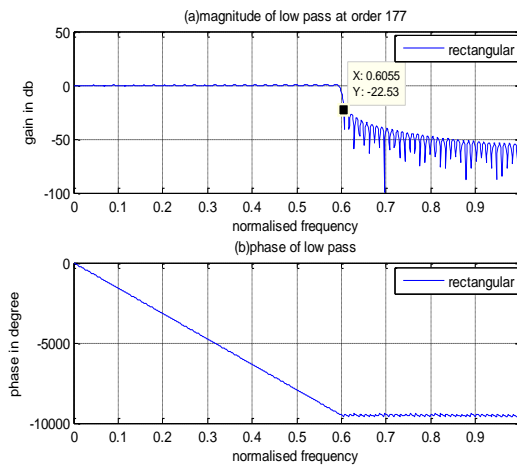 (a)magnitude of low pass at order 177
50
0
-50
-100
gain in db
rectangular
X: 0.6055
Y: -22.53
0 0.1 0.2 0.3 0.4 0.5 0.6 0.7 0.8 0.9
normalised frequency
(b)phase of low pass
0
-5000
-10000
phase in degree
rectangular
0 0.1 0.2 0.3 0.4 0.5 0.6 0.7 0.8 0.9
normalised frequency